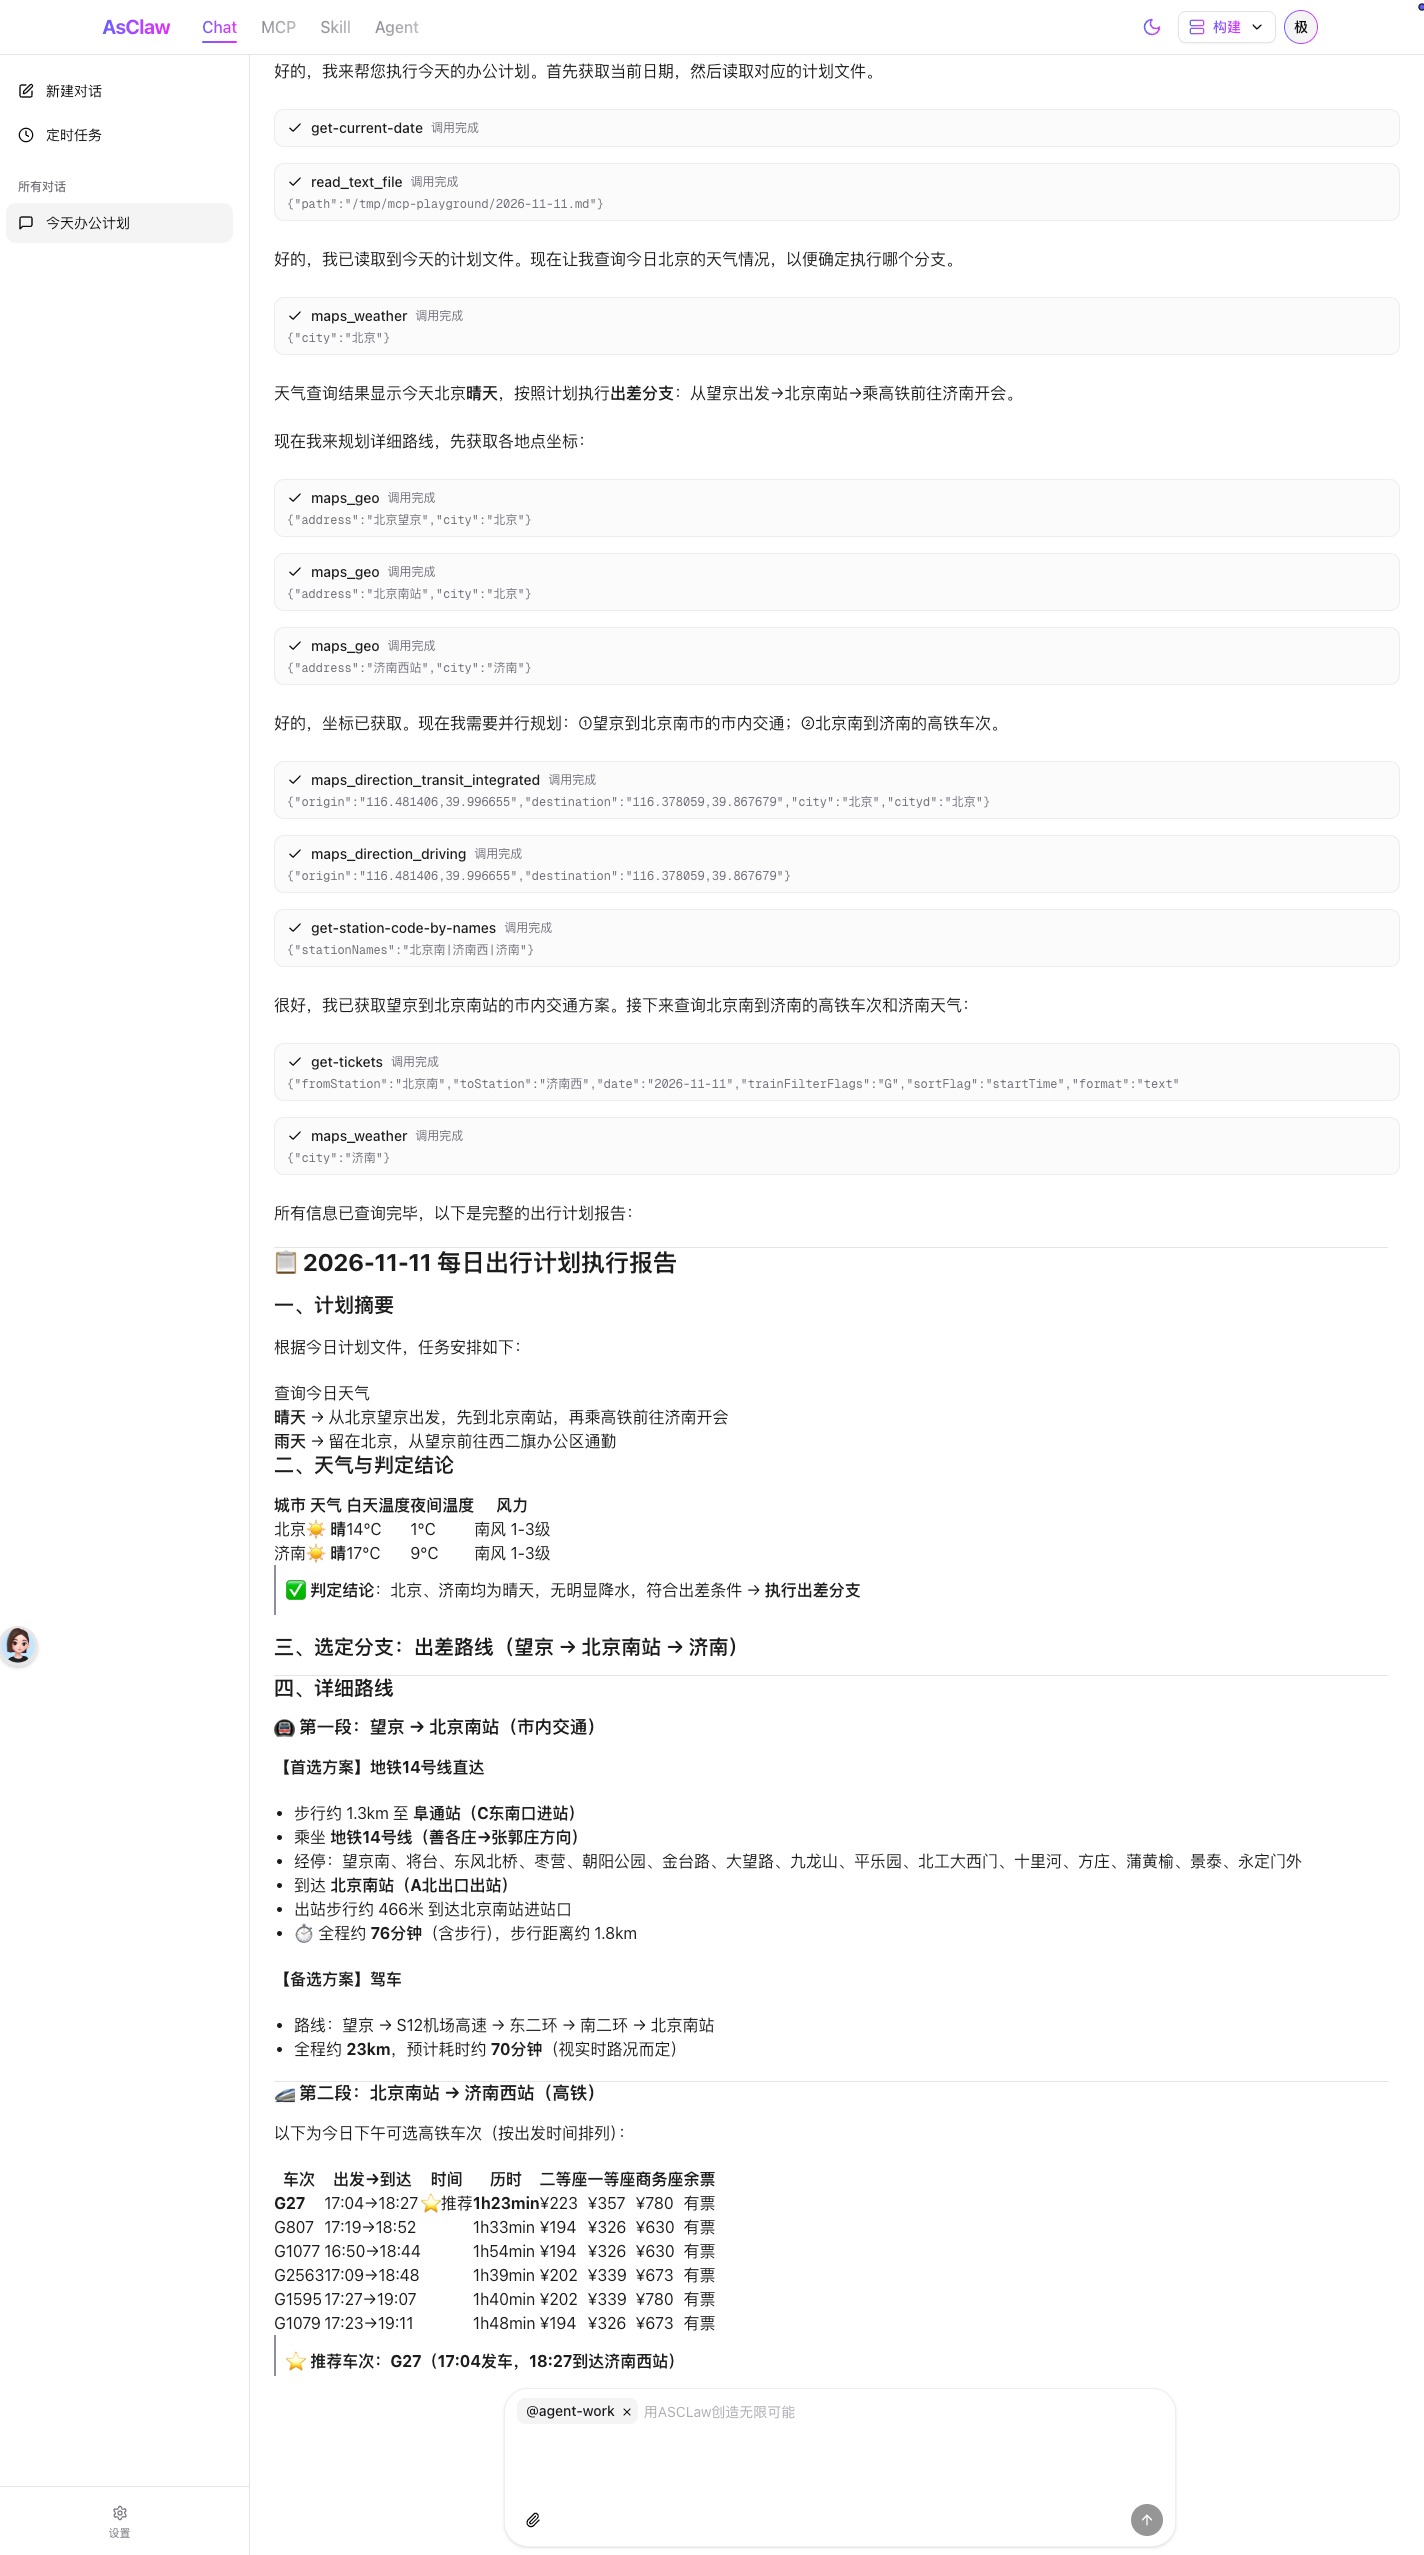 AsClaw Chat MCP Skill Agent 构建 极
新建对话
定时任务
所有对话
今天办公计划
好的，我来帮您执行今天的办公计划。首先获取当前日期，然后读取对应的计划文件。
get-current-date 调用完成
read_text_file 调用完成
{"path":"/tmp/mcp-playground/2026-11-11.md"}
好的，我已读取到今天的计划文件。现在让我查询今日北京的天气情况，以便确定执行哪个分支。
maps_weather 调用完成
{"city":"北京"}
天气查询结果显示今天北京晴天，按照计划执行出差分支：从望京出发→北京南站→乘高铁前往济南开会。
现在我来规划详细路线，先获取各地点坐标：
maps_geo 调用完成
{"address":"北京望京","city":"北京"}
maps_geo 调用完成
{"address":"北京南站","city":"北京"}
maps_geo 调用完成
{"address":"济南西站","city":"济南"}
好的，坐标已获取。现在我需要并行规划：①望京到北京南市的市内交通；②北京南到济南的高铁车次。
maps_direction_transit_integrated 调用完成
{"origin":"116.481406,39.996655","destination":"116.378059,39.867679","city":"北京","cityd":"北京"}
maps_direction_driving 调用完成
{"origin":"116.481406,39.996655","destination":"116.378059,39.867679"}
get-station-code-by-names 调用完成
{"stationNames":"北京南|济南西|济南"}
很好，我已获取望京到北京南站的市内交通方案。接下来查询北京南到济南的高铁车次和济南天气：
get-tickets 调用完成
{"fromStation":"北京南","toStation":"济南西","date":"2026-11-11","trainFilterFlags":"G","sortFlag":"startTime","format":"text"
maps_weather 调用完成
{"city":"济南"}
所有信息已查询完毕，以下是完整的出行计划报告：
📋 2026-11-11 每日出行计划执行报告
一、计划摘要
根据今日计划文件，任务安排如下：
查询今日天气
晴天 → 从北京望京出发，先到北京南站，再乘高铁前往济南开会
雨天 → 留在北京，从望京前往西二旗办公区通勤
二、天气与判定结论
城市 天气 白天温度 夜间温度 风力
北京 ☀️ 晴 14°C 1°C 南风 1-3级
济南 ☀️ 晴 17°C 9°C 南风 1-3级
✅ 判定结论：北京、济南均为晴天，无明显降水，符合出差条件 → 执行出差分支
三、选定分支：出差路线（望京 → 北京南站 → 济南）
四、详细路线
🚇 第一段：望京 → 北京南站（市内交通）
【首选方案】地铁14号线直达
• 步行约 1.3km 至 阜通站（C东南口进站）
• 乘坐 地铁14号线（善各庄→张郭庄方向）
• 经停：望京南、将台、东风北桥、枣营、朝阳公园、金台路、大望路、九龙山、平乐园、北工大西门、十里河、方庄、蒲黄榆、景泰、永定门外
• 到达 北京南站（A北出口出站）
• 出站步行约 466米 到达北京南站进站口
• ⏱️ 全程约 76分钟（含步行），步行距离约 1.8km
【备选方案】驾车
• 路线：望京 → S12机场高速 → 东二环 → 南二环 → 北京南站
• 全程约 23km，预计耗时约 70分钟（视实时路况而定）
🚄 第二段：北京南站 → 济南西站（高铁）
以下为今日下午可选高铁车次（按出发时间排列）：
车次 出发→到达 时间 历时 二等座 一等座 商务座 余票
G27 17:04→18:27 ⭐推荐 1h23min ¥223 ¥357 ¥780 有票
G807 17:19→18:52 1h33min ¥194 ¥326 ¥630 有票
G1077 16:50→18:44 1h54min ¥194 ¥326 ¥630 有票
G2563 17:09→18:48 1h39min ¥202 ¥339 ¥673 有票
G1595 17:27→19:07 1h40min ¥202 ¥339 ¥780 有票
G1079 17:23→19:11 1h48min ¥194 ¥326 ¥673 有票
⭐ 推荐车次：G27（17:04发车，18:27到达济南西站）
@agent-work × 用ASCLaw创造无限可能
设置